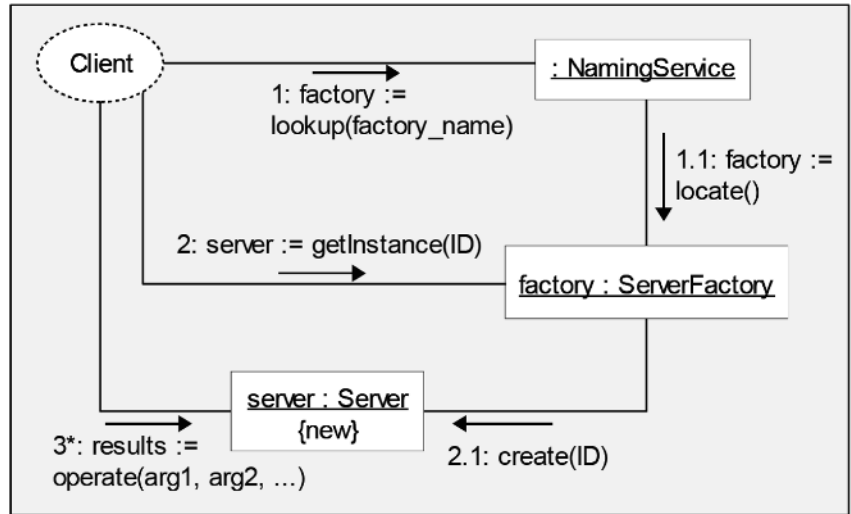 Client
: NamingService
1: factory :=
lookup(factory_name)
1.1: factory :=
locate()
2: server := getInstance(ID)
factory : ServerFactory
server : Server
{new}
3*: results :=
operate(arg1, arg2, ...)
2.1: create(ID)